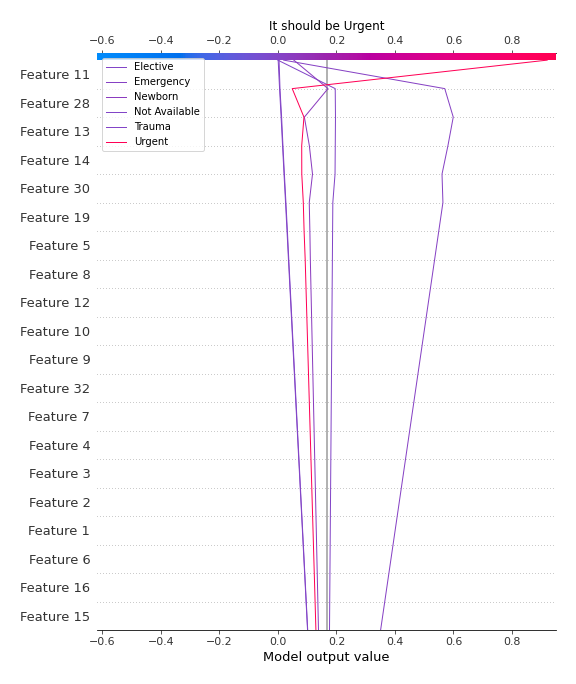 It should be Urgent
−0.6 −0.4 −0.2 0.0 0.2 0.4 0.6 0.8
Elective
Emergency
Newborn
Not Available
Trauma
Urgent
Feature 11
Feature 28
Feature 13
Feature 14
Feature 30
Feature 19
Feature 5
Feature 8
Feature 12
Feature 10
Feature 9
Feature 32
Feature 7
Feature 4
Feature 3
Feature 2
Feature 1
Feature 6
Feature 16
Feature 15
−0.6 −0.4 −0.2 0.0 0.2 0.4 0.6 0.8
Model output value